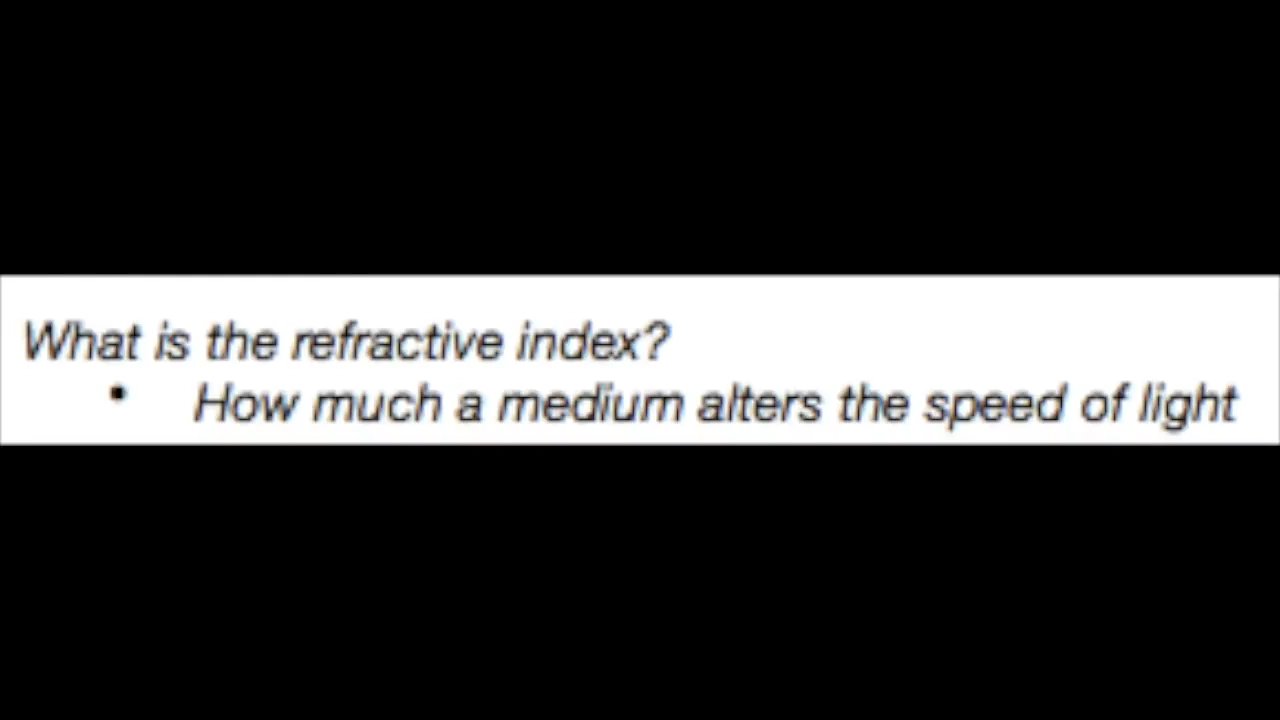 What is the refractive index?
• How much a medium alters the speed of light